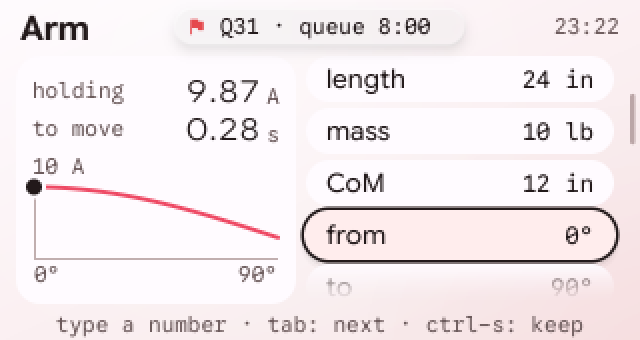 Arm
Q31 · queue 8:00
23:22
holding 9.87 A
to move 0.28 s
10 A
0° 90°
length 24 in
mass 10 lb
CoM 12 in
from 0°
to 90°
type a number · tab: next · ctrl-s: keep